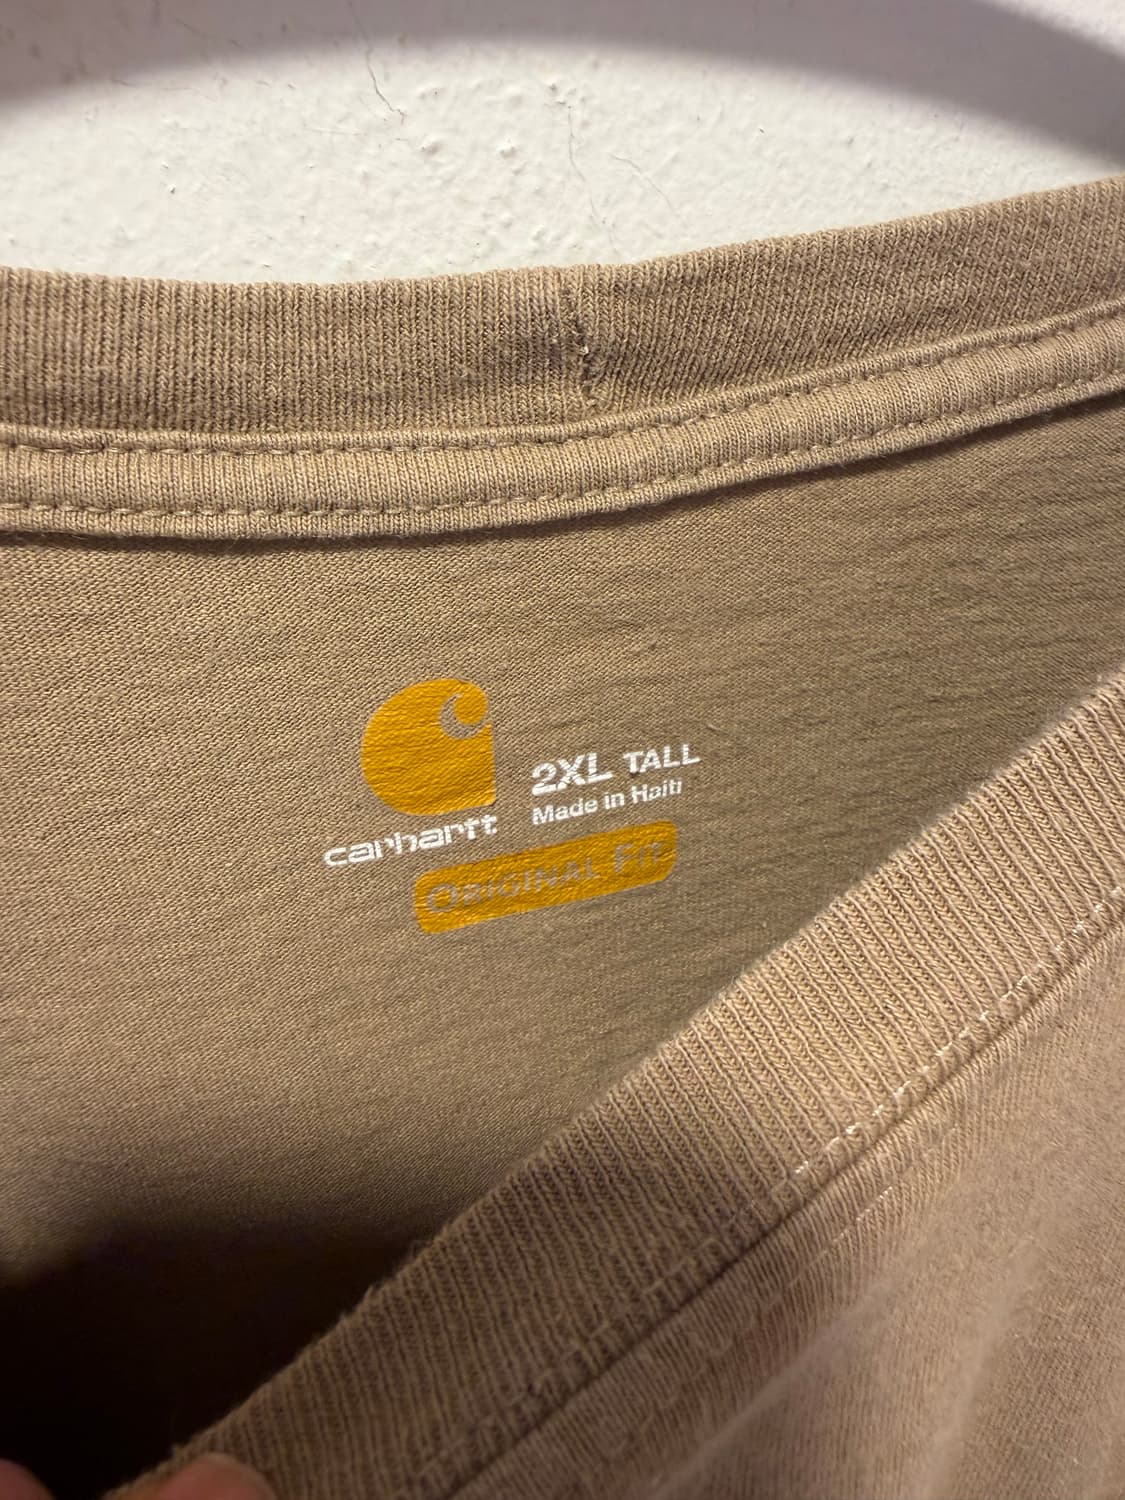 2XL TALL
Made in Haiti
carhartt
ORIGINAL FIT